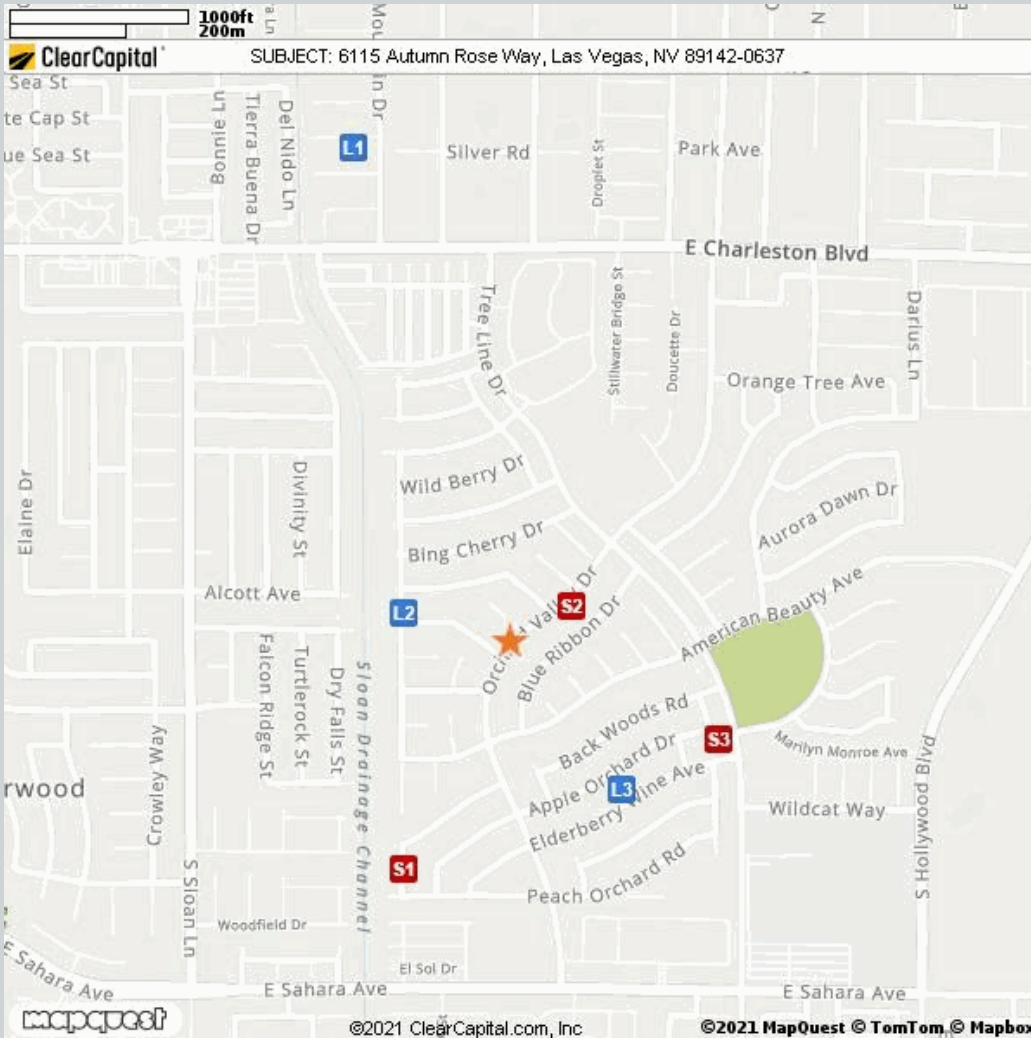 1000ft
200m
ClearCapital
SUBJECT: 6115 Autumn Rose Way, Las Vegas, NV 89142-0637
Sea St
te Cap St
ue Sea St
Bonnie Ln
Tierra Buena Dr
Del Nido Ln
L1
in Dr
Silver Rd
Droplet St
Park Ave
E Charleston Blvd
Tree Line Dr
Stillwater Bridge St
Doucette Dr
Darius Ln
Orange Tree Ave
Elaine Dr
Divinity St
Wild Berry Dr
Bing Cherry Dr
Aurora Dawn Dr
Alcott Ave
L2
S2
American Beauty Ave
Blue Ribbon Dr
Falcon Ridge St
Turtlerock St
Dry Falls St
Sloan Drainage Channel
Back Woods Rd
S3
Marilyn Monroe Ave
rwood
Crowley Way
Apple Orchard Dr
L3
Elderberry Wine Ave
Wildcat Way
S Hollywood Blvd
S1
Peach Orchard Rd
S Sloan Ln
Woodfield Dr
El Sol Dr
E Sahara Ave
E Sahara Ave
E Sahara Ave
mapquest
©2021 ClearCapital.com, Inc
©2021 MapQuest © TomTom © Mapbox